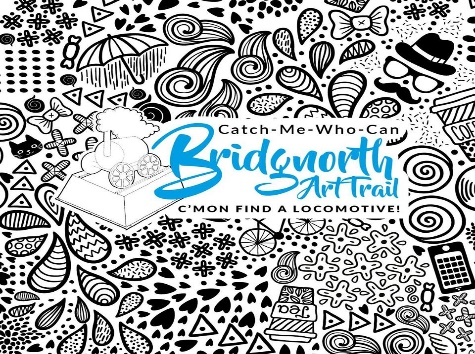 Catch-Me-Who-Can
Bridgnorth
Art Trail
C'MON FIND A LOCOMOTIVE!